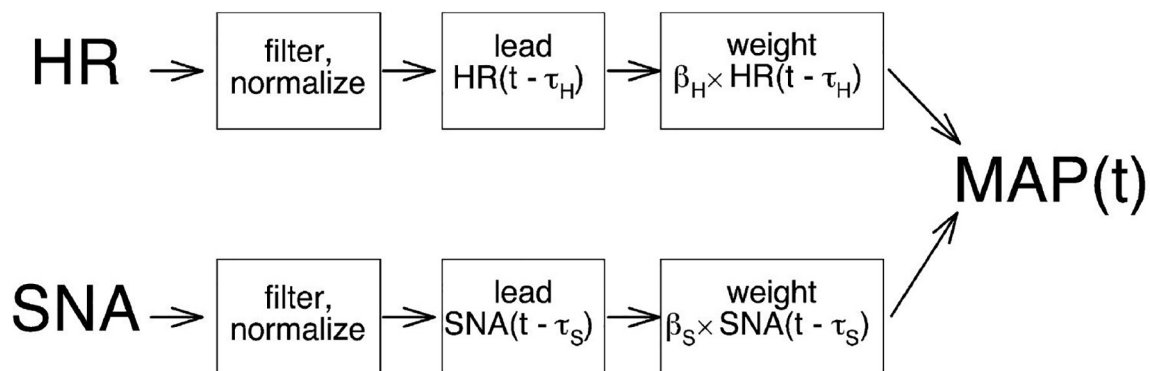 HR
filter,
normalize
lead
HR(t - τH)
weight
βH× HR(t - τH)
MAP(t)
SNA
filter,
normalize
lead
SNA(t - τS)
weight
βS× SNA(t - τS)